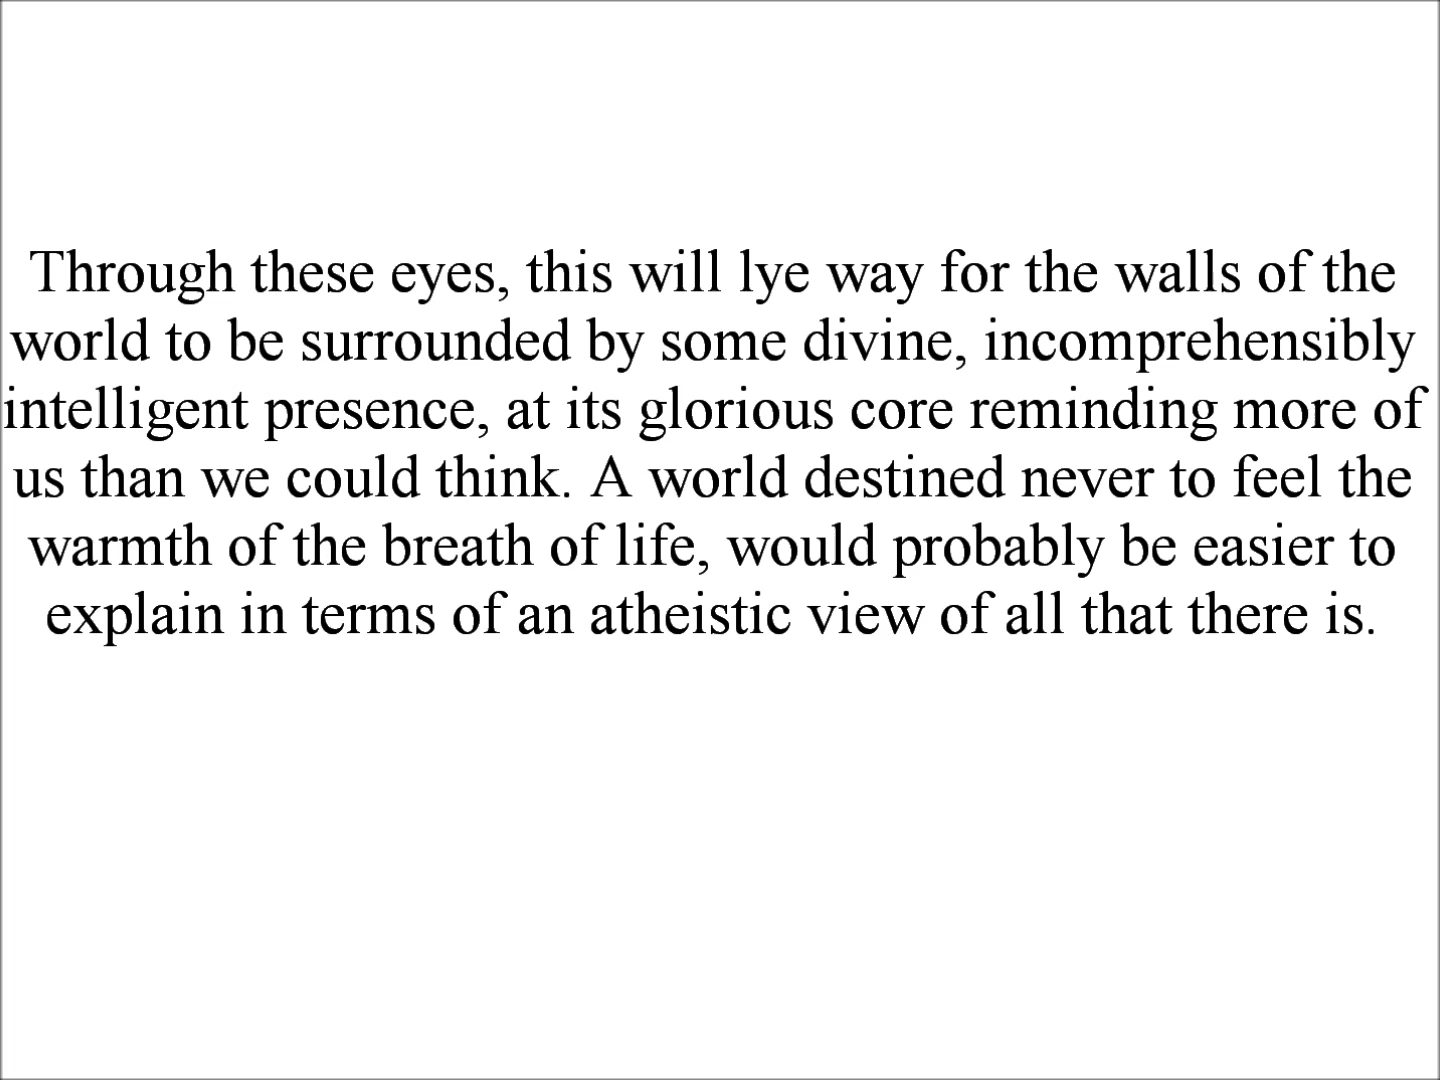 Through these eyes, this will lye way for the walls of the
world to be surrounded by some divine, incomprehensibly
intelligent presence, at its glorious core reminding more of
us than we could think. A world destined never to feel the
warmth of the breath of life, would probably be easier to
explain in terms of an atheistic view of all that there is.